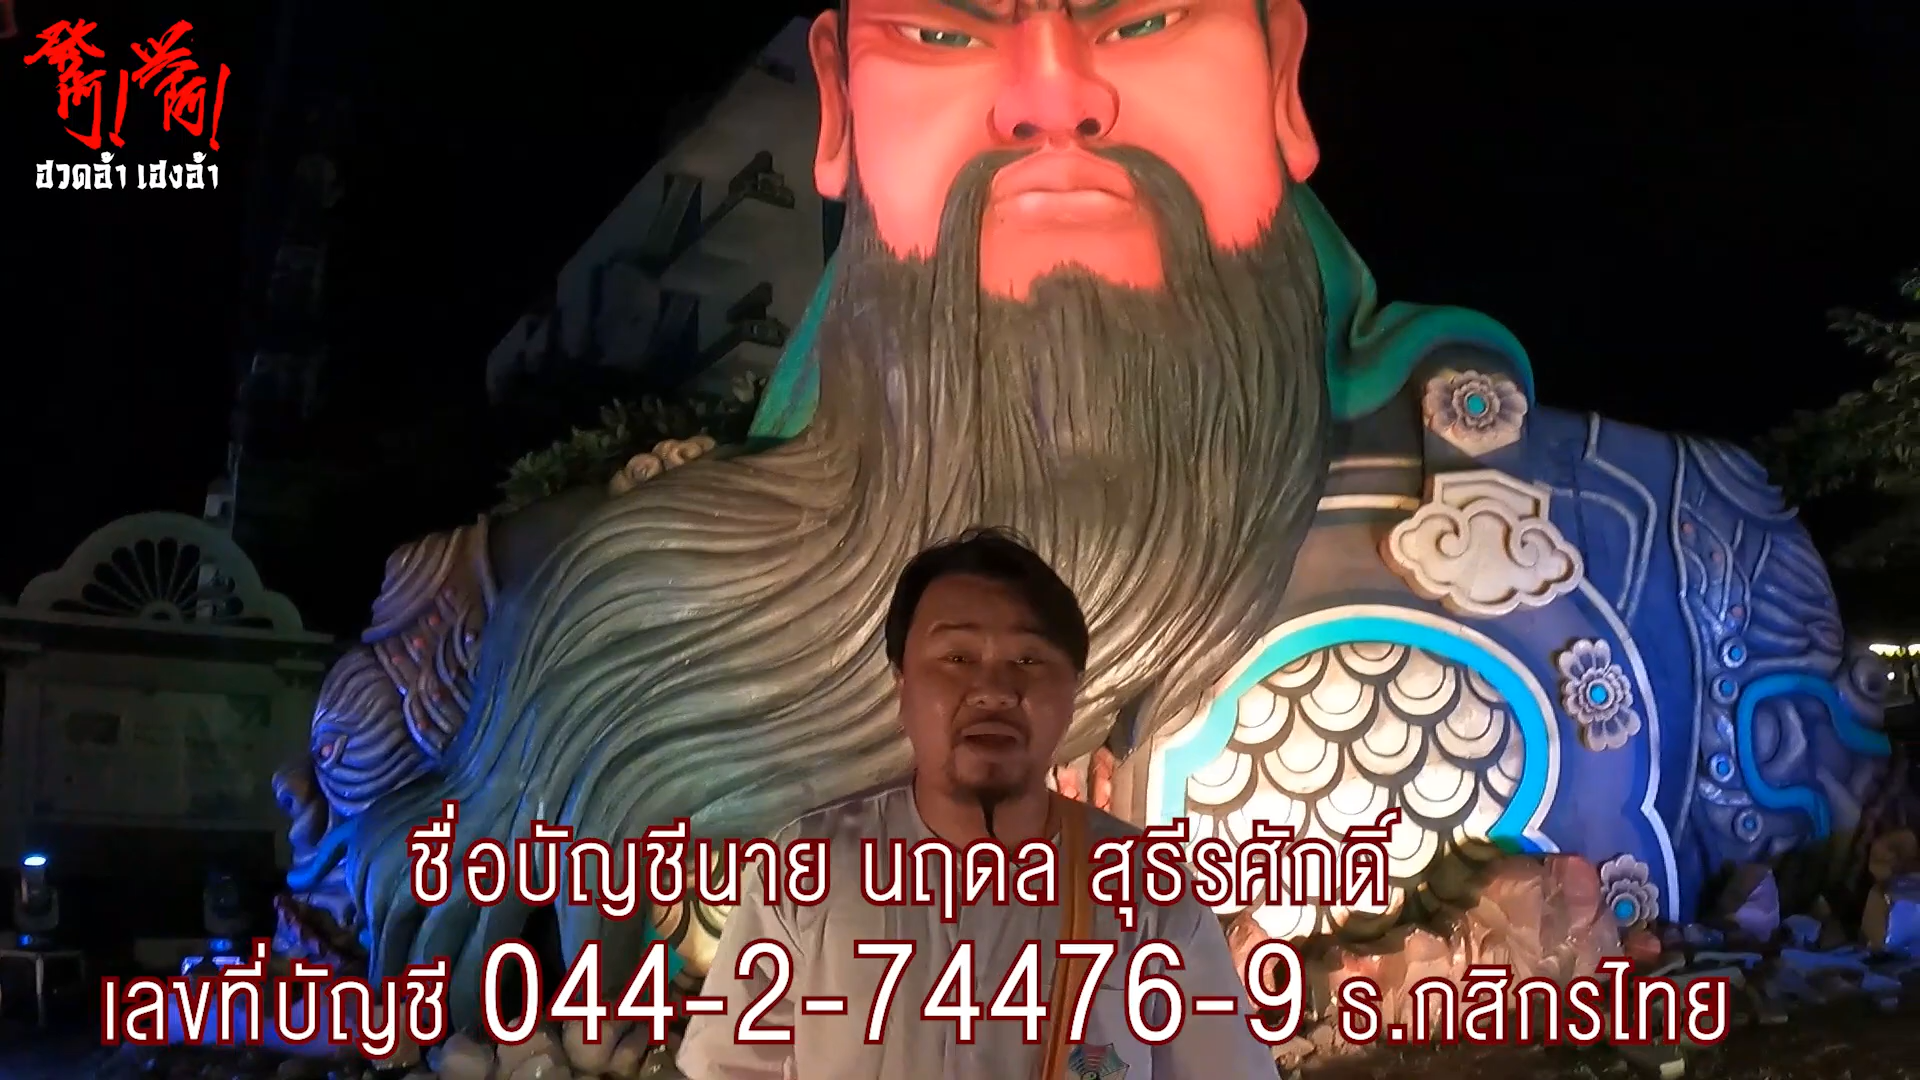 ฮวดอ้า เฮงอ้า
ชื่อบัญชีนาย นฤดล สุธีรศักดิ์
เลขที่บัญชี 044-2-74476-9 ธ.กสิกรไทย